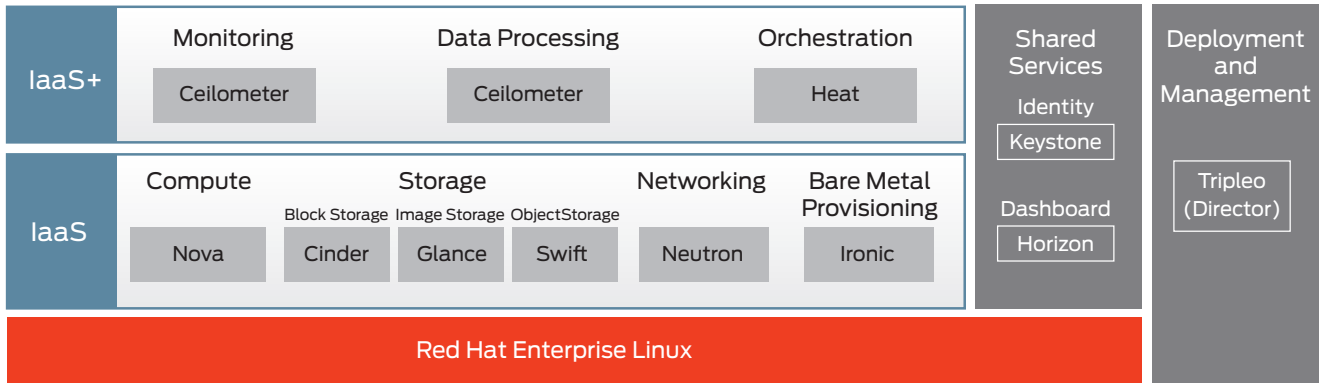 IaaS+
Monitoring
Ceilometer
Data Processing
Ceilometer
Orchestration
Heat
IaaS
Compute
Nova
Storage
Block Storage
Cinder
Image Storage
Glance
ObjectStorage
Swift
Networking
Neutron
Bare Metal
Provisioning
Ironic
Shared
Services
Identity
Keystone
Dashboard
Horizon
Deployment
and
Management
Tripleo
(Director)
Red Hat Enterprise Linux